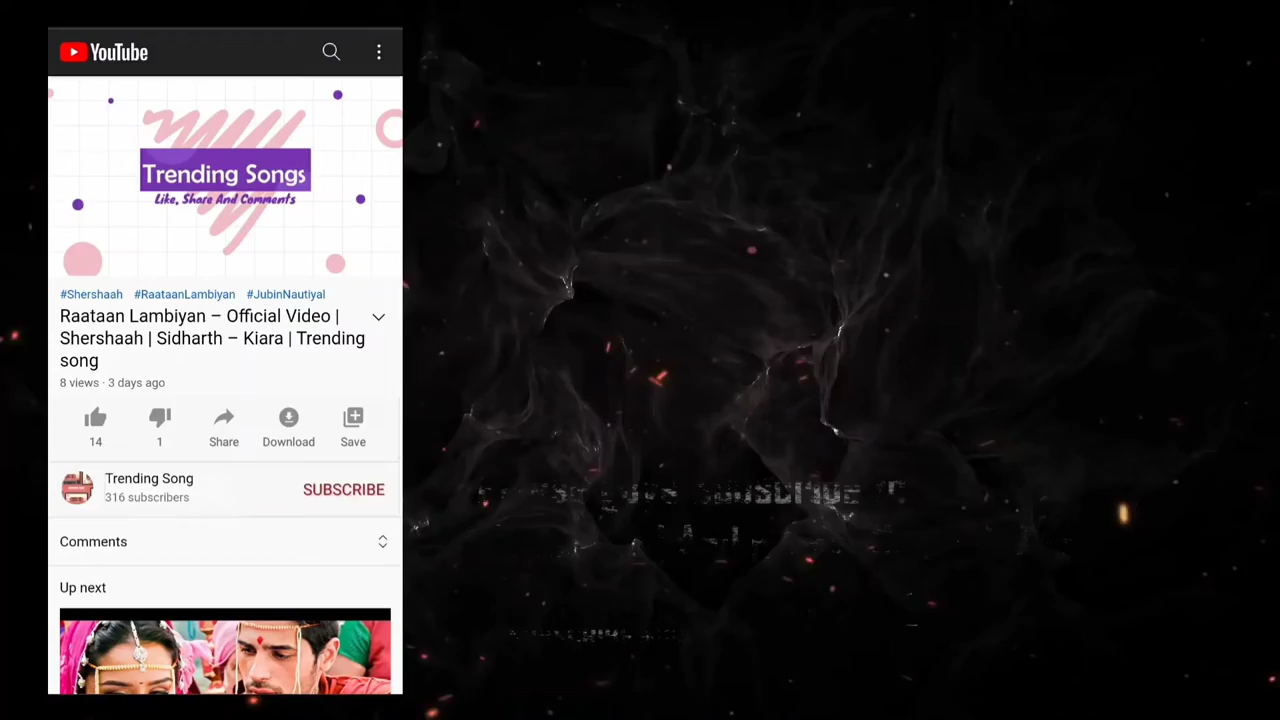 YouTube
Trending Songs
Like, Share And Comments
#Shershaah #RaataanLambiyan #JubinNautiyal
Raataan Lambiyan – Official Video |
Shershaah | Sidharth – Kiara | Trending
song
8 views · 3 days ago
14 1 Share Download Save
Trending Song
316 subscribers
SUBSCRIBE
Comments
Up next